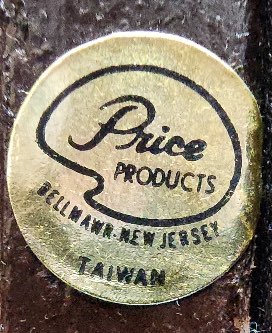 Price
PRODUCTS
BELLMAWR-NEW JERSEY
TAIWAN